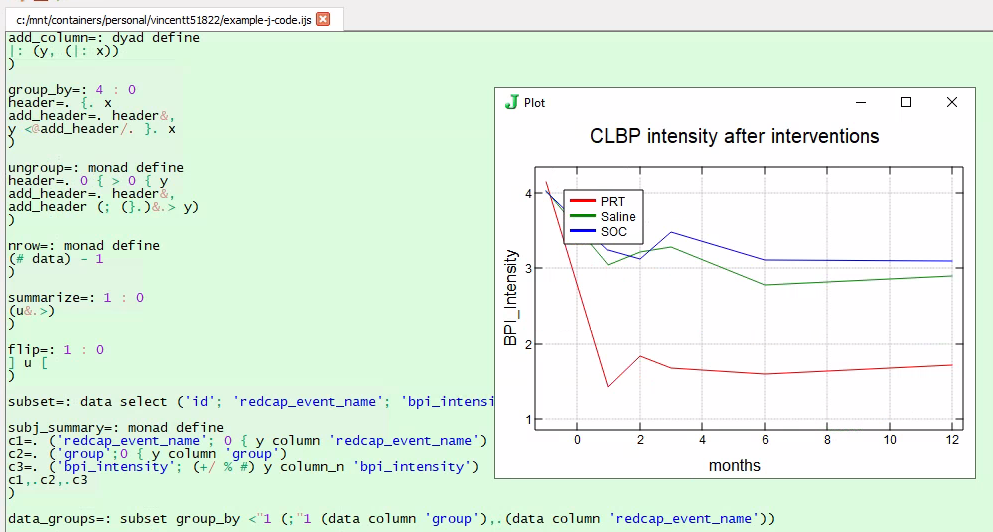 c:/mnt/containers/personal/vincentt51822/example-j-code.ijs
add_column=: dyad define
|: (y, (|: x))
)
group_by=: 4 : 0
header=. {. x
add_header=. header&,
y <@add_header/. }. x
)
ungroup=: monad define
header=. 0 { > 0 { y
add_header=. header&,
add_header (; (}.)&.> y)
)
nrow=: monad define
(# data) - 1
)
summarize=: 1 : 0
(u&.>)
)
flip=: 1 : 0
] u [
)
subset=: data select ('id'; 'redcap_event_name'; 'bpi_intensi
subj_summary=: monad define
c1=. ('redcap_event_name'; 0 { y column 'redcap_event_name')
c2=. ('group';0 { y column 'group')
c3=. ('bpi_intensity'; (+/ % #) y column_n 'bpi_intensity')
c1,.c2,.c3
)
data_groups=: subset group_by <"1 (;"1 (data column 'group'),.(data column 'redcap_event_name'))
Plot
CLBP intensity after interventions
PRT
Saline
SOC
BPI_Intensity
4
3
2
1
0 2 4 6 8 10 12
months